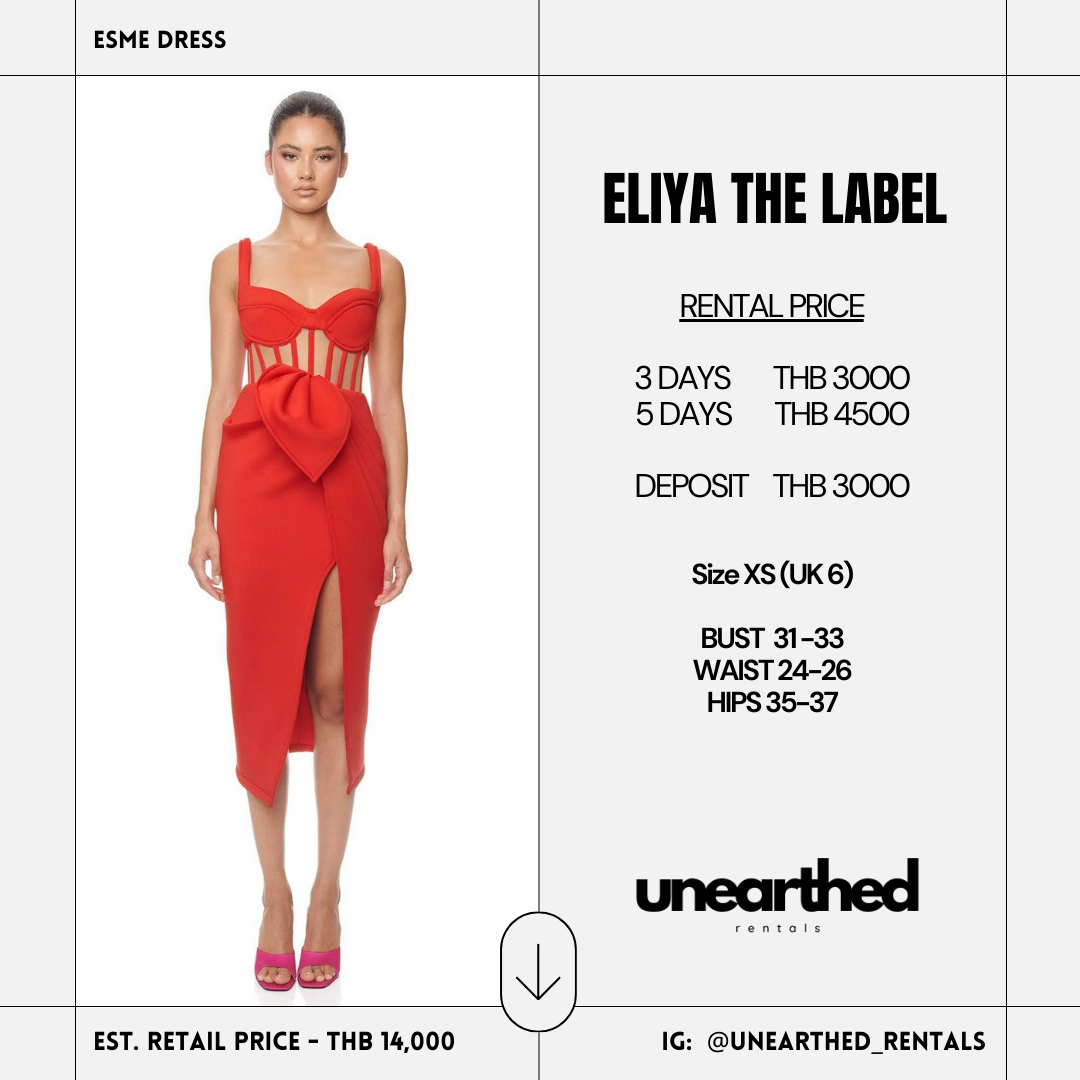 ESME DRESS
ELIYA THE LABEL
RENTAL PRICE
3 DAYS THB 3000
5 DAYS THB 4500
DEPOSIT THB 3000
Size XS (UK 6)
BUST 31-33
WAIST 24-26
HIPS 35-37
unearthed
rentals
EST. RETAIL PRICE - THB 14,000
IG: @UNEARTHED_RENTALS